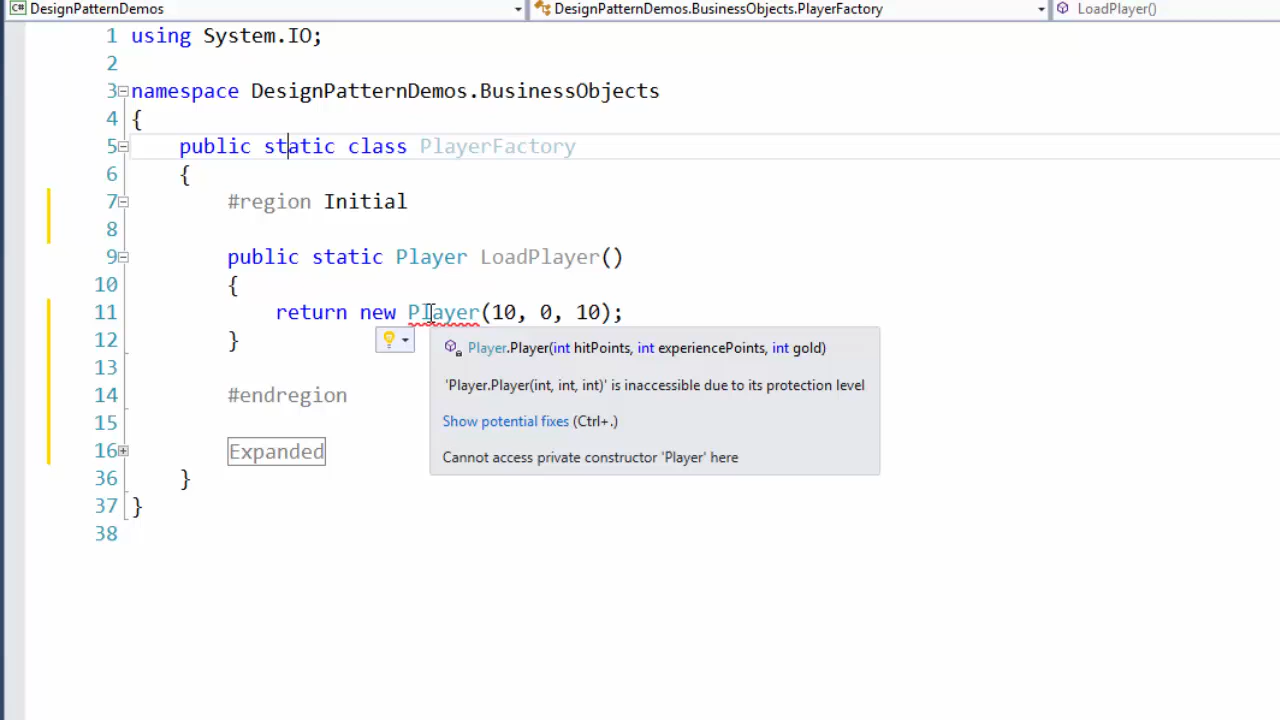 C# DesignPatternDemos DesignPatternDemos.BusinessObjects.PlayerFactory LoadPlayer()
1 using System.IO;
2
3 namespace DesignPatternDemos.BusinessObjects
4 {
5 public static class PlayerFactory
6 {
7 #region Initial
8
9 public static Player LoadPlayer()
10 {
11 return new Player(10, 0, 10);
12 }
Player.Player(int hitPoints, int experiencePoints, int gold)
13
'Player.Player(int, int, int)' is inaccessible due to its protection level
14 #endregion
15
Show potential fixes (Ctrl+.)
16 Expanded
Cannot access private constructor 'Player' here
36 }
37 }
38